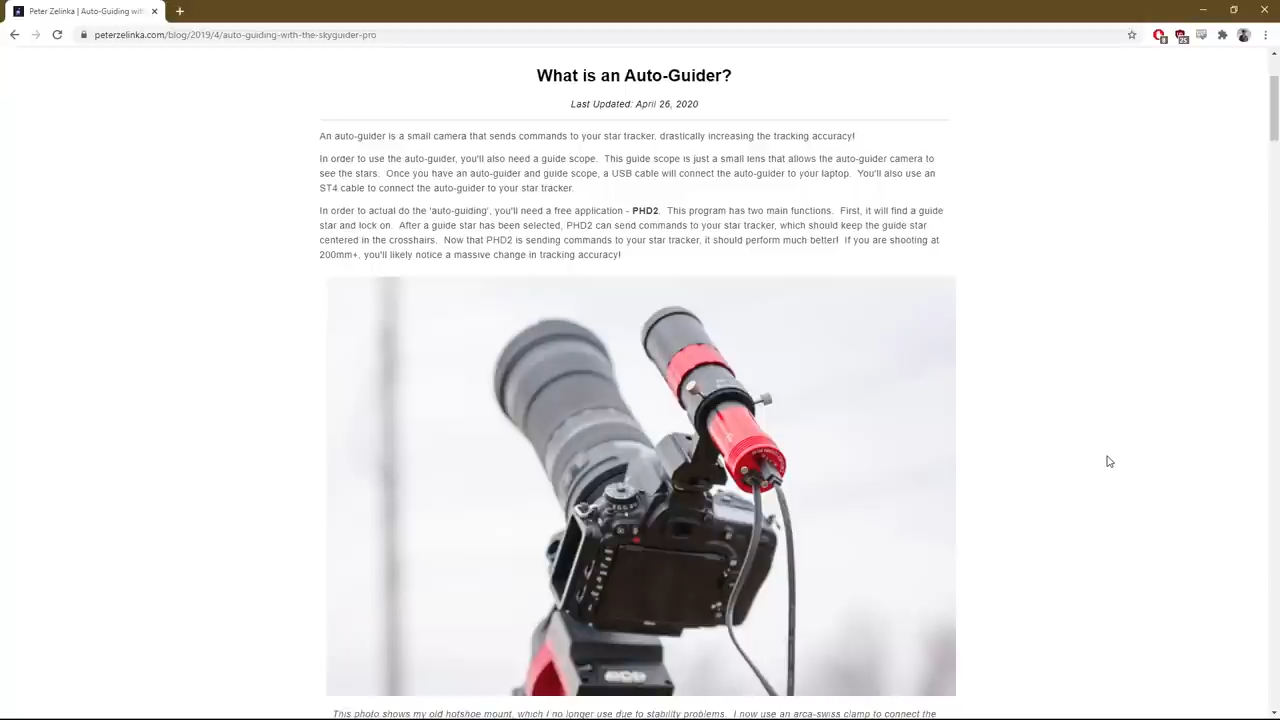 Peter Zelinka | Auto-Guiding with
peterzelinka.com/blog/2019/4/auto-guiding-with-the-skyguider-pro
What is an Auto-Guider?
Last Updated: April 26, 2020
An auto-guider is a small camera that sends commands to your star tracker, drastically increasing the tracking accuracy!
In order to use the auto-guider, you'll also need a guide scope. This guide scope is just a small lens that allows the auto-guider camera to
see the stars. Once you have an auto-guider and guide scope, a USB cable will connect the auto-guider to your laptop. You'll also use an
ST4 cable to connect the auto-guider to your star tracker.
In order to actual do the 'auto-guiding', you'll need a free application - PHD2. This program has two main functions. First, it will find a guide
star and lock on. After a guide star has been selected, PHD2 can send commands to your star tracker, which should keep the guide star
centered in the crosshairs. Now that PHD2 is sending commands to your star tracker, it should perform much better! If you are shooting at
200mm+, you'll likely notice a massive change in tracking accuracy!
This photo shows my old hotshoe mount, which I no longer use due to stability problems. I now use an arca-swiss clamp to connect the